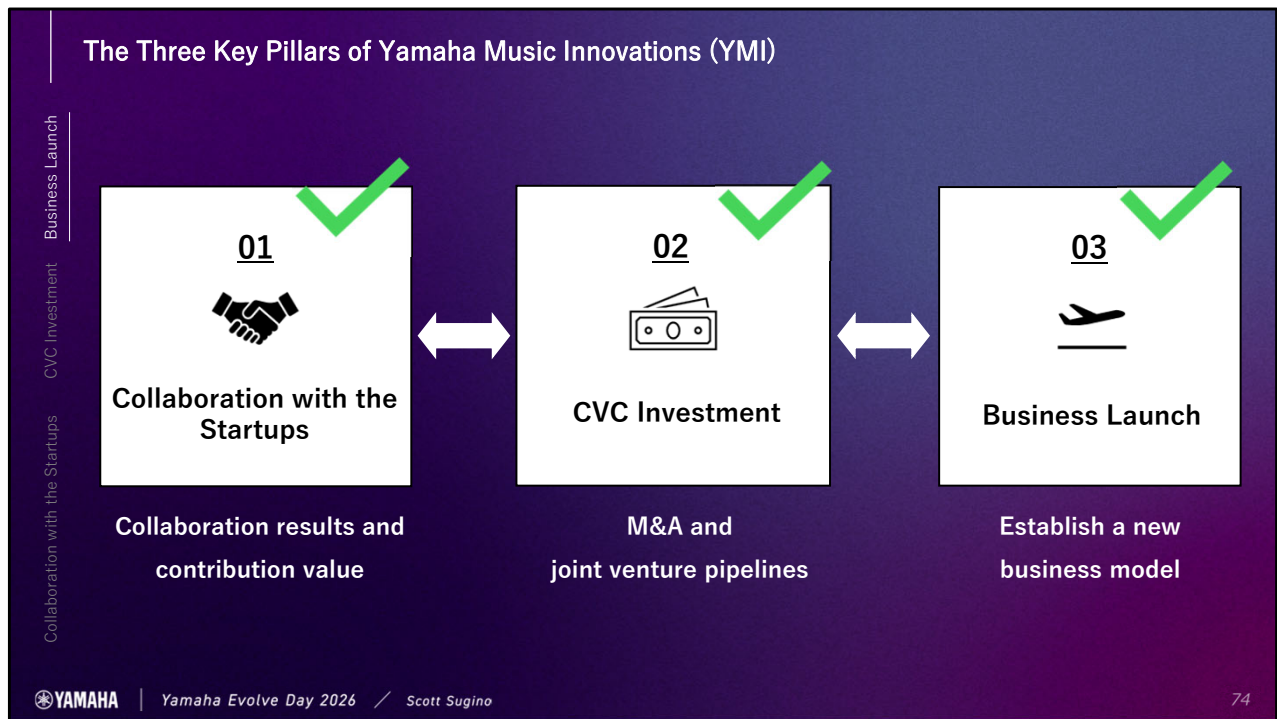 The Three Key Pillars of Yamaha Music Innovations (YMI)
Business Launch
CVC Investment
Collaboration with the Startups
01
Collaboration with the
Startups
Collaboration results and
contribution value
02
CVC Investment
M&A and
joint venture pipelines
03
Business Launch
Establish a new
business model
YAMAHA
Yamaha Evolve Day 2026 / Scott Sugino
74